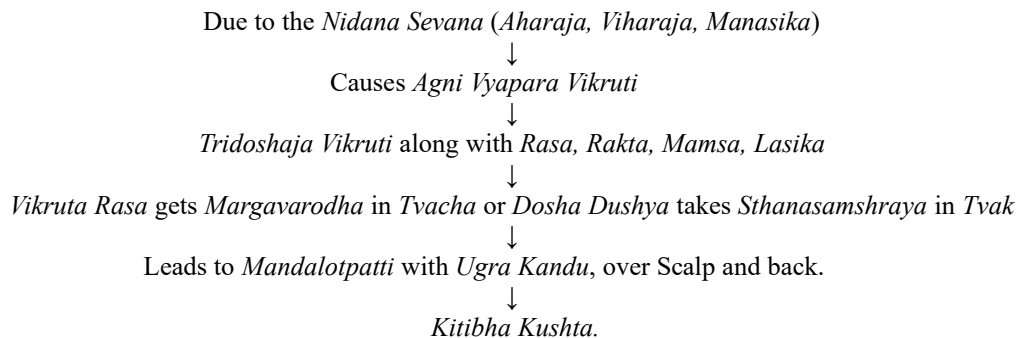 Due to the Nidana Sevana (Aharaja, Viharaja, Manasika)
↓
Causes Agni Vyapara Vikruti
↓
Tridoshaja Vikruti along with Rasa, Rakta, Mamsa, Lasika
↓
Vikruta Rasa gets Margavarodha in Tvacha or Dosha Dushya takes Sthanasamshraya in Tvak
↓
Leads to Mandalotpatti with Ugra Kandu, over Scalp and back.
↓
Kitibha Kushta.